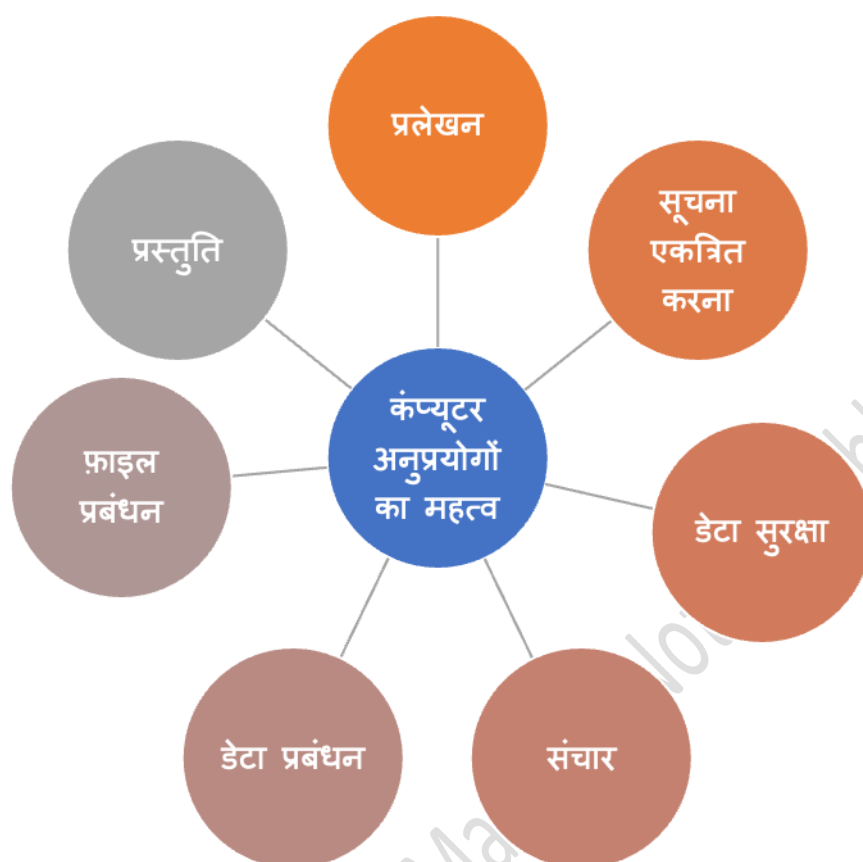 प्रलेखन
सूचना
एकत्रित
करना
डेटा सुरक्षा
संचार
डेटा प्रबंधन
फ़ाइल
प्रबंधन
प्रस्तुति
कंप्यूटर
अनुप्रयोगों
का महत्व